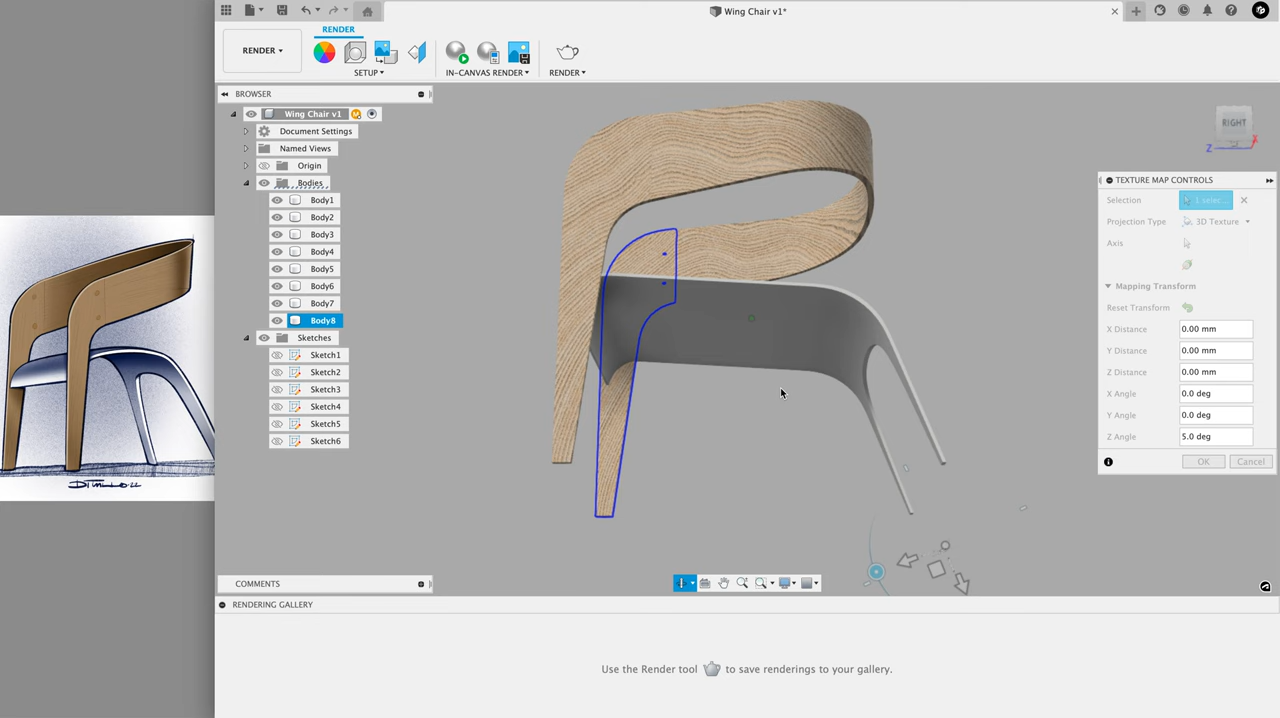 Wing Chair v1*
RENDER
RENDER
SETUP
IN-CANVAS RENDER
RENDER
BROWSER
Wing Chair v1
Document Settings
Named Views
Origin
Bodies
Body1
Body2
Body3
Body4
Body5
Body6
Body7
Body8
Sketches
Sketch1
Sketch2
Sketch3
Sketch4
Sketch5
Sketch6
RIGHT
Z
X
TEXTURE MAP CONTROLS
Selection 1 selec...
Projection Type 3D Texture
Axis
Mapping Transform
Reset Transform
X Distance 0.00 mm
Y Distance 0.00 mm
Z Distance 0.00 mm
X Angle 0.0 deg
Y Angle 0.0 deg
Z Angle 5.0 deg
OK Cancel
COMMENTS
RENDERING GALLERY
Use the Render tool to save renderings to your gallery.